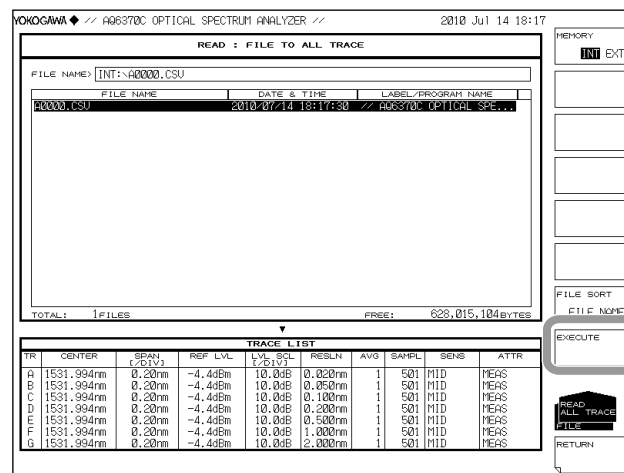 YOKOGAWA ◆ // AQ6370C OPTICAL SPECTRUM ANALYZER // 2010 Jul 14 18:17
READ : FILE TO ALL TRACE
FILE NAME> INT:\A0000.CSV
FILE NAME DATE & TIME LABEL/PROGRAM NAME
A0000.CSV 2010/07/14 18:17:30 // AQ6370C OPTICAL SPE...
TOTAL: 1FILES FREE: 628,015,104BYTES
▼
TRACE LIST
TR CENTER SPAN [/DIV] REF LVL LVL SCL [/DIV] RESLN AVG SAMPL SENS ATTR
A 1531.994nm 0.20nm -4.4dBm 10.0dB 0.020nm 1 501 MID MEAS
B 1531.994nm 0.20nm -4.4dBm 10.0dB 0.050nm 1 501 MID MEAS
C 1531.994nm 0.20nm -4.4dBm 10.0dB 0.100nm 1 501 MID MEAS
D 1531.994nm 0.20nm -4.4dBm 10.0dB 0.200nm 1 501 MID MEAS
E 1531.994nm 0.20nm -4.4dBm 10.0dB 0.500nm 1 501 MID MEAS
F 1531.994nm 0.20nm -4.4dBm 10.0dB 1.000nm 1 501 MID MEAS
G 1531.994nm 0.20nm -4.4dBm 10.0dB 2.000nm 1 501 MID MEAS
MEMORY
INT EXT
FILE SORT
FILE NAME
EXECUTE
READ
ALL TRACE
FILE
RETURN